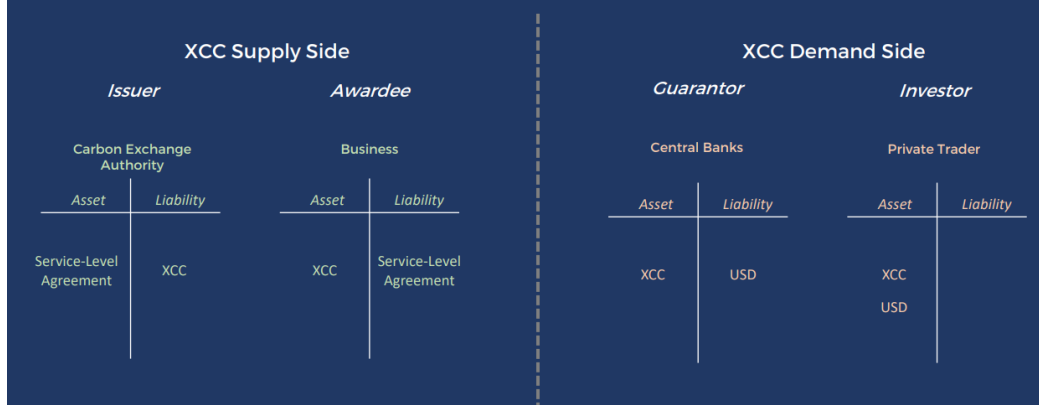 XCC Supply Side
Issuer
Awardee
Carbon Exchange
Authority
Business
Asset
Liability
Asset
Liability
Service-Level
Agreement
XCC
XCC
Service-Level
Agreement
XCC Demand Side
Guarantor
Investor
Central Banks
Private Trader
Asset
Liability
Asset
Liability
XCC
USD
XCC
USD